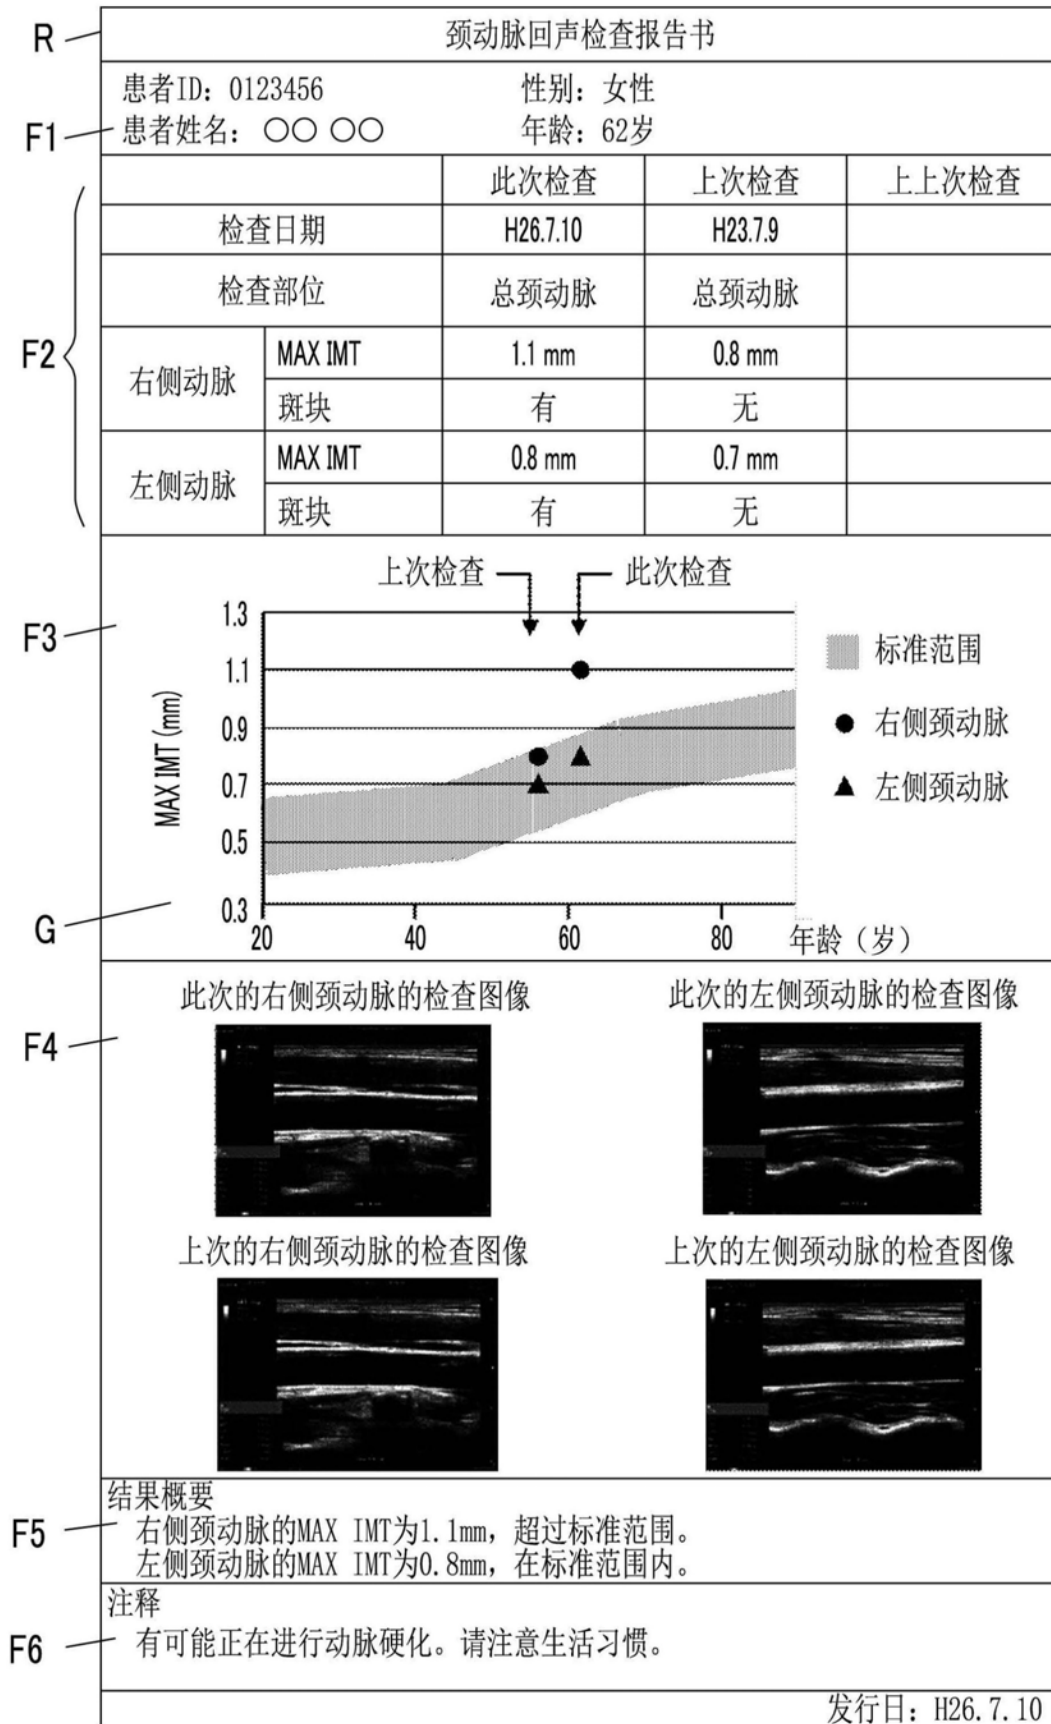 R
颈动脉回声检查报告书
患者ID: 0123456 性别: 女性
F1
患者姓名: ○○ ○○ 年龄: 62岁
此次检查 上次检查 上上次检查
检查日期 H26.7.10 H23.7.9
检查部位 总颈动脉 总颈动脉
F2
右侧动脉 MAX IMT 1.1 mm 0.8 mm
斑块 有 无
左侧动脉 MAX IMT 0.8 mm 0.7 mm
斑块 有 无
上次检查 此次检查
F3
1.3
1.1
0.9
0.7
0.5
0.3
MAX IMT (mm)
标准范围
右侧颈动脉
左侧颈动脉
G
20 40 60 80 年龄（岁）
此次的右侧颈动脉的检查图像 此次的左侧颈动脉的检查图像
F4
上次的右侧颈动脉的检查图像 上次的左侧颈动脉的检查图像
结果概要
F5
右侧颈动脉的MAX IMT为1.1mm，超过标准范围。
左侧颈动脉的MAX IMT为0.8mm，在标准范围内。
注释
F6
有可能正在进行动脉硬化。请注意生活习惯。
发行日: H26.7.10